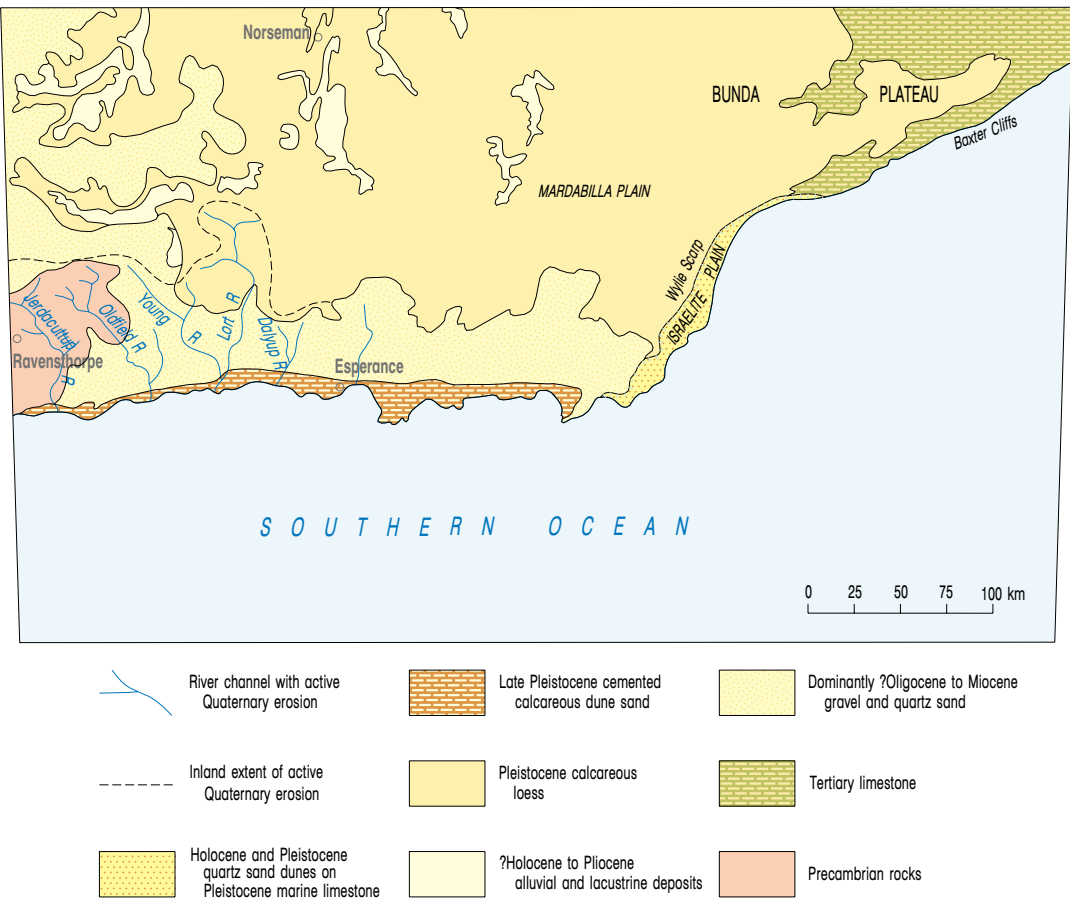 Norseman
BUNDA
PLATEAU
Baxter Cliffs
MARDABILLA PLAIN
Wylie Scarp
ISRAELITE PLAIN
Jerdacuttup R
Oldfield R
Young R
Lort R
Dalyup R
Ravensthorpe
Esperance
SOUTHERN OCEAN
0 25 50 75 100 km
River channel with active
Quaternary erosion
Late Pleistocene cemented
calcareous dune sand
Dominantly ?Oligocene to Miocene
gravel and quartz sand
Inland extent of active
Quaternary erosion
Pleistocene calcareous
loess
Tertiary limestone
Holocene and Pleistocene
quartz sand dunes on
Pleistocene marine limestone
?Holocene to Pliocene
alluvial and lacustrine deposits
Precambrian rocks